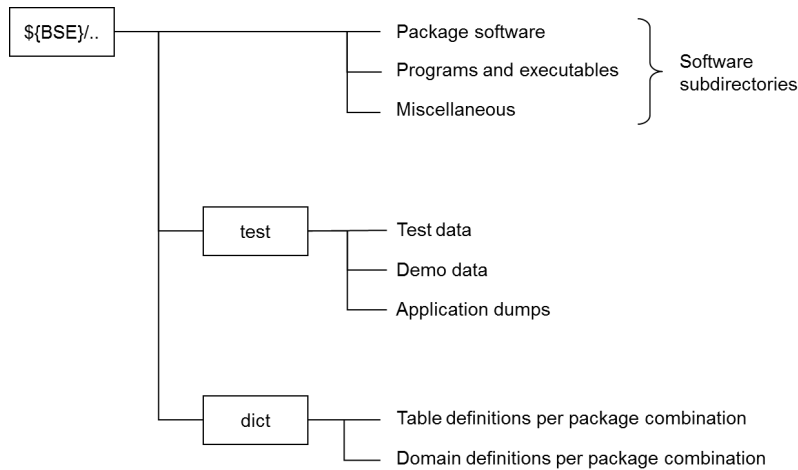 ${BSE}/..
Package software
Programs and executables
Miscellaneous
Software
subdirectories
test
Test data
Demo data
Application dumps
dict
Table definitions per package combination
Domain definitions per package combination